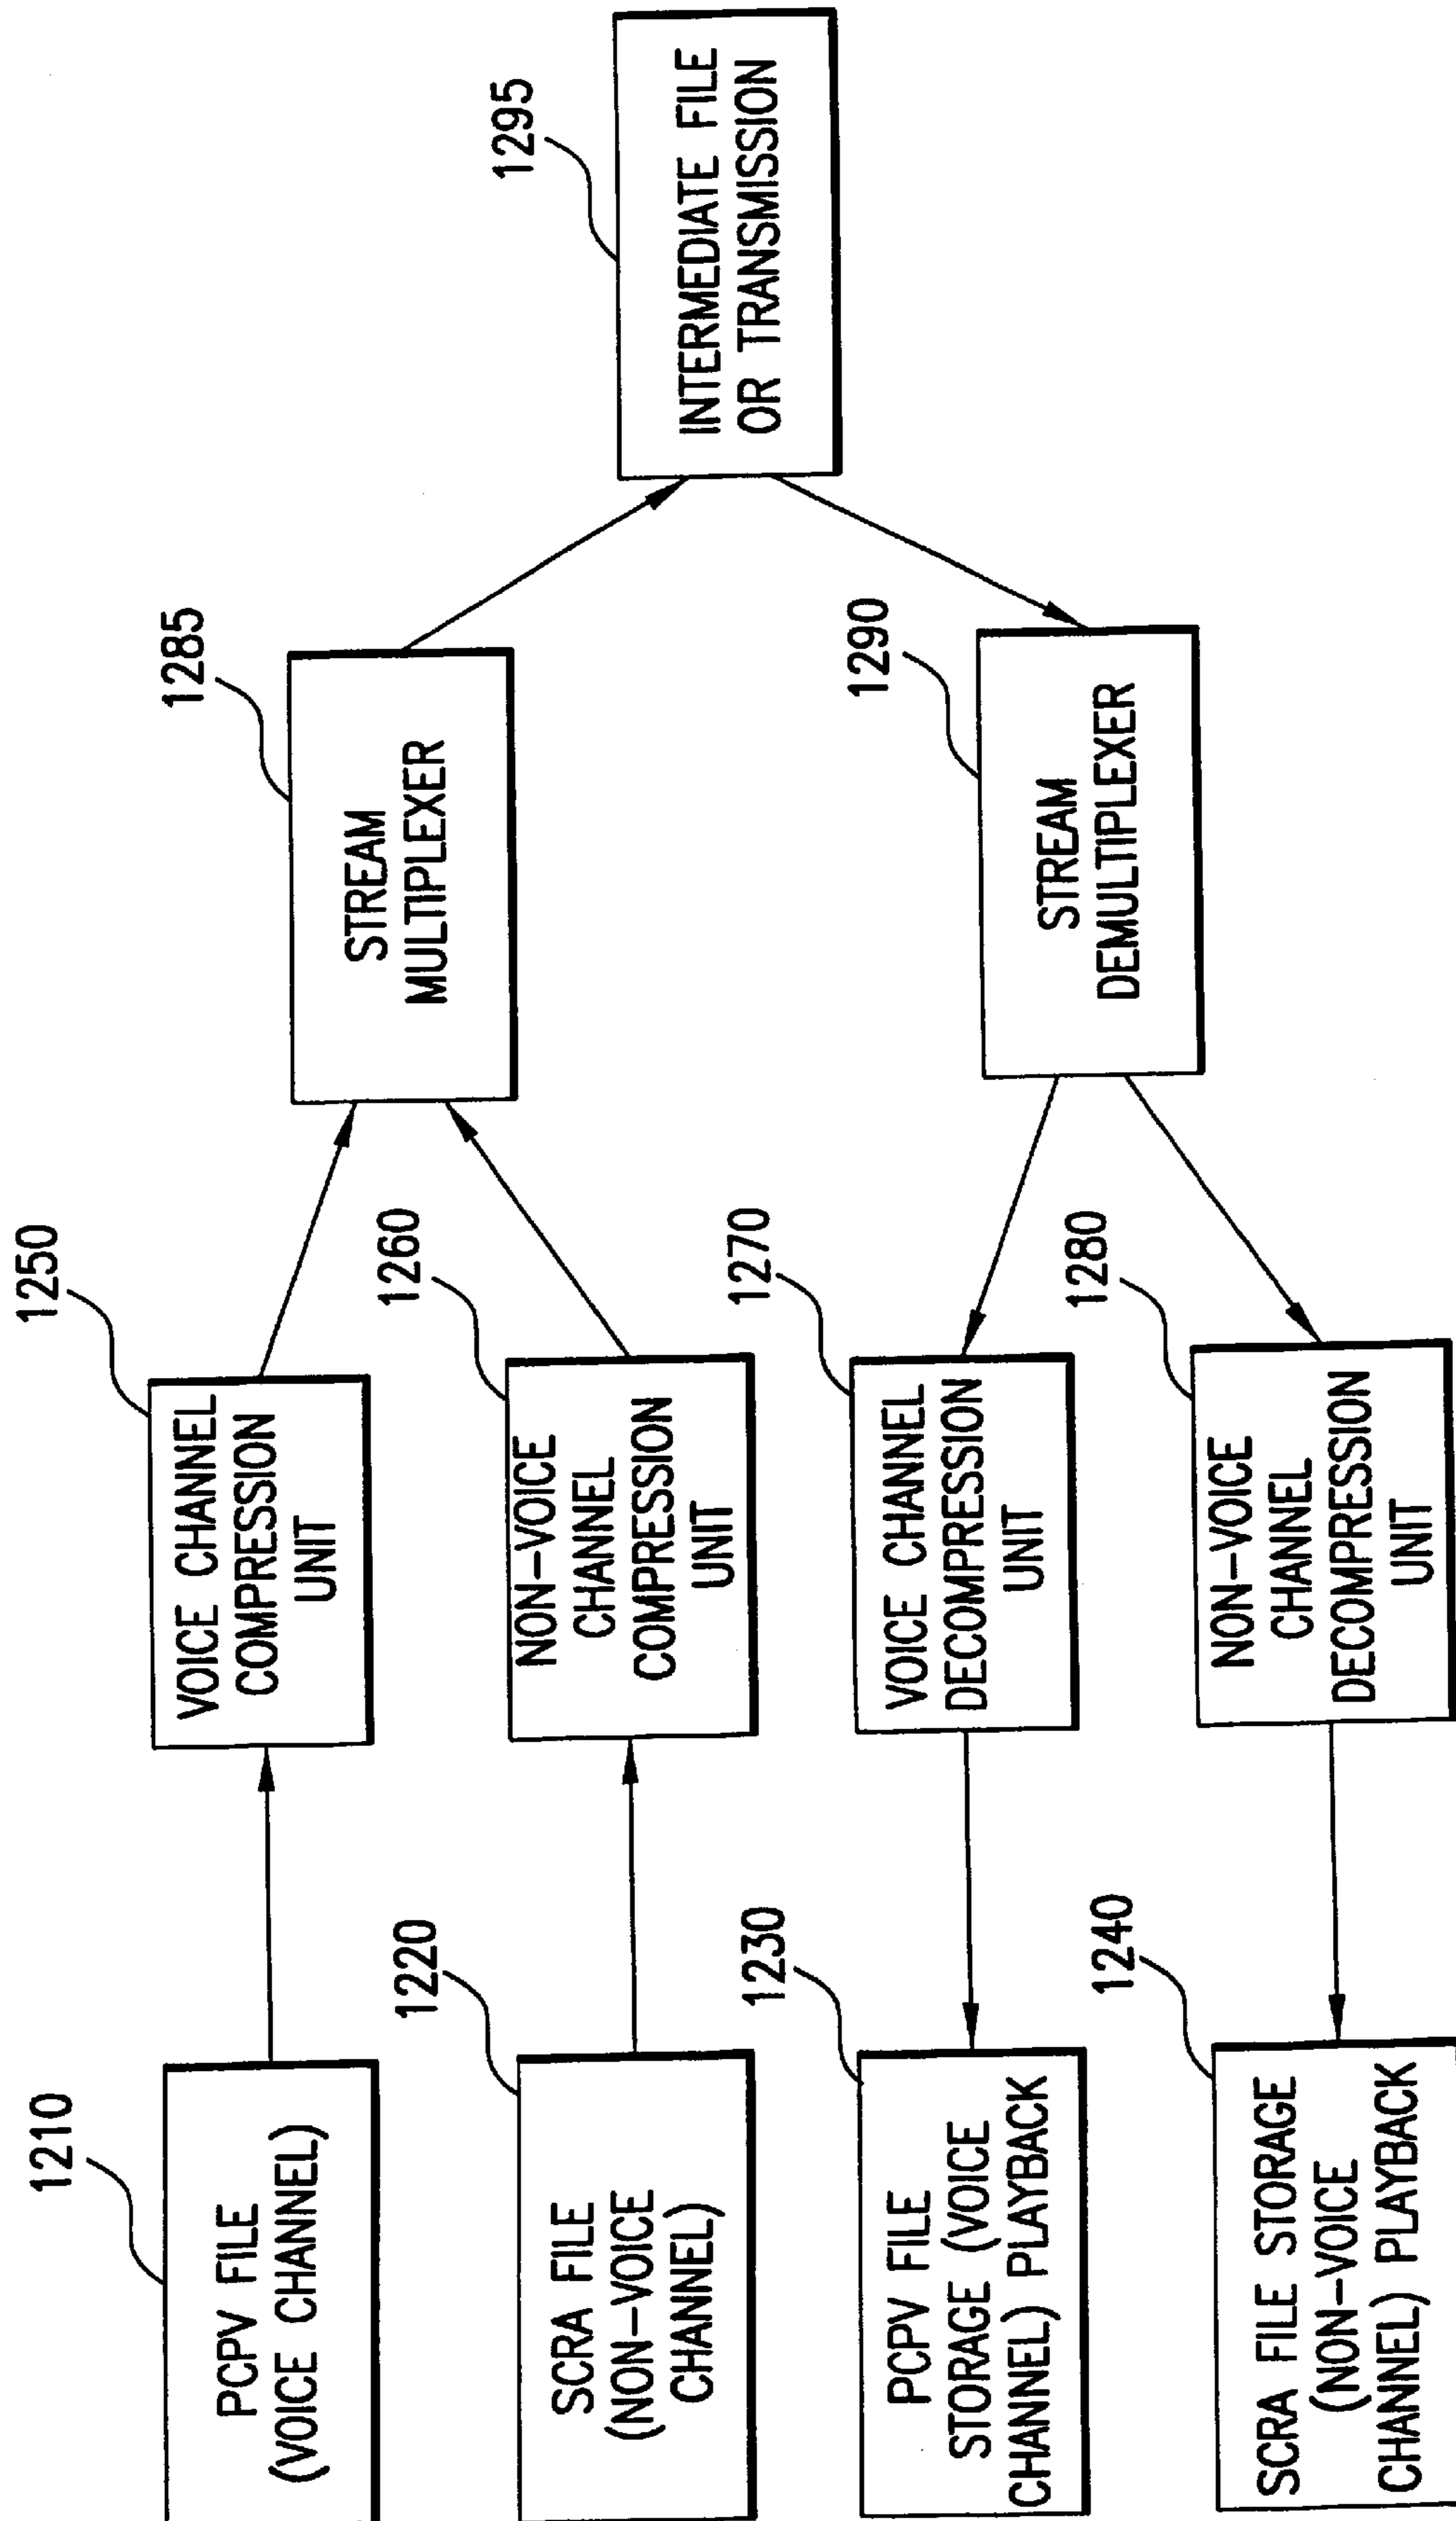 1210
PCPV FILE
(VOICE CHANNEL)
1250
VOICE CHANNEL
COMPRESSION
UNIT
1220
SCRA FILE
(NON-VOICE
CHANNEL)
1260
NON-VOICE
CHANNEL
COMPRESSION
UNIT
1285
STREAM
MULTIPLEXER
1295
INTERMEDIATE FILE
OR TRANSMISSION
1290
STREAM
DEMULTIPLEXER
1230
PCPV FILE
STORAGE (VOICE
CHANNEL) PLAYBACK
1270
VOICE CHANNEL
DECOMPRESSION
UNIT
1240
SCRA FILE STORAGE
(NON-VOICE
CHANNEL) PLAYBACK
1280
NON-VOICE
CHANNEL
DECOMPRESSION
UNIT